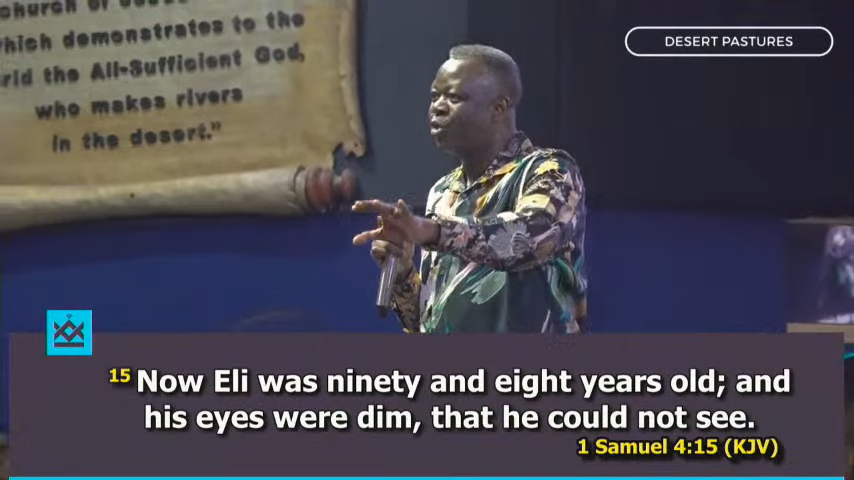 church of
which demonstrates to the
the All-Sufficient God,
who makes rivers
in the desert."
DESERT PASTURES
15 Now Eli was ninety and eight years old; and
his eyes were dim, that he could not see.
1 Samuel 4:15 (KJV)